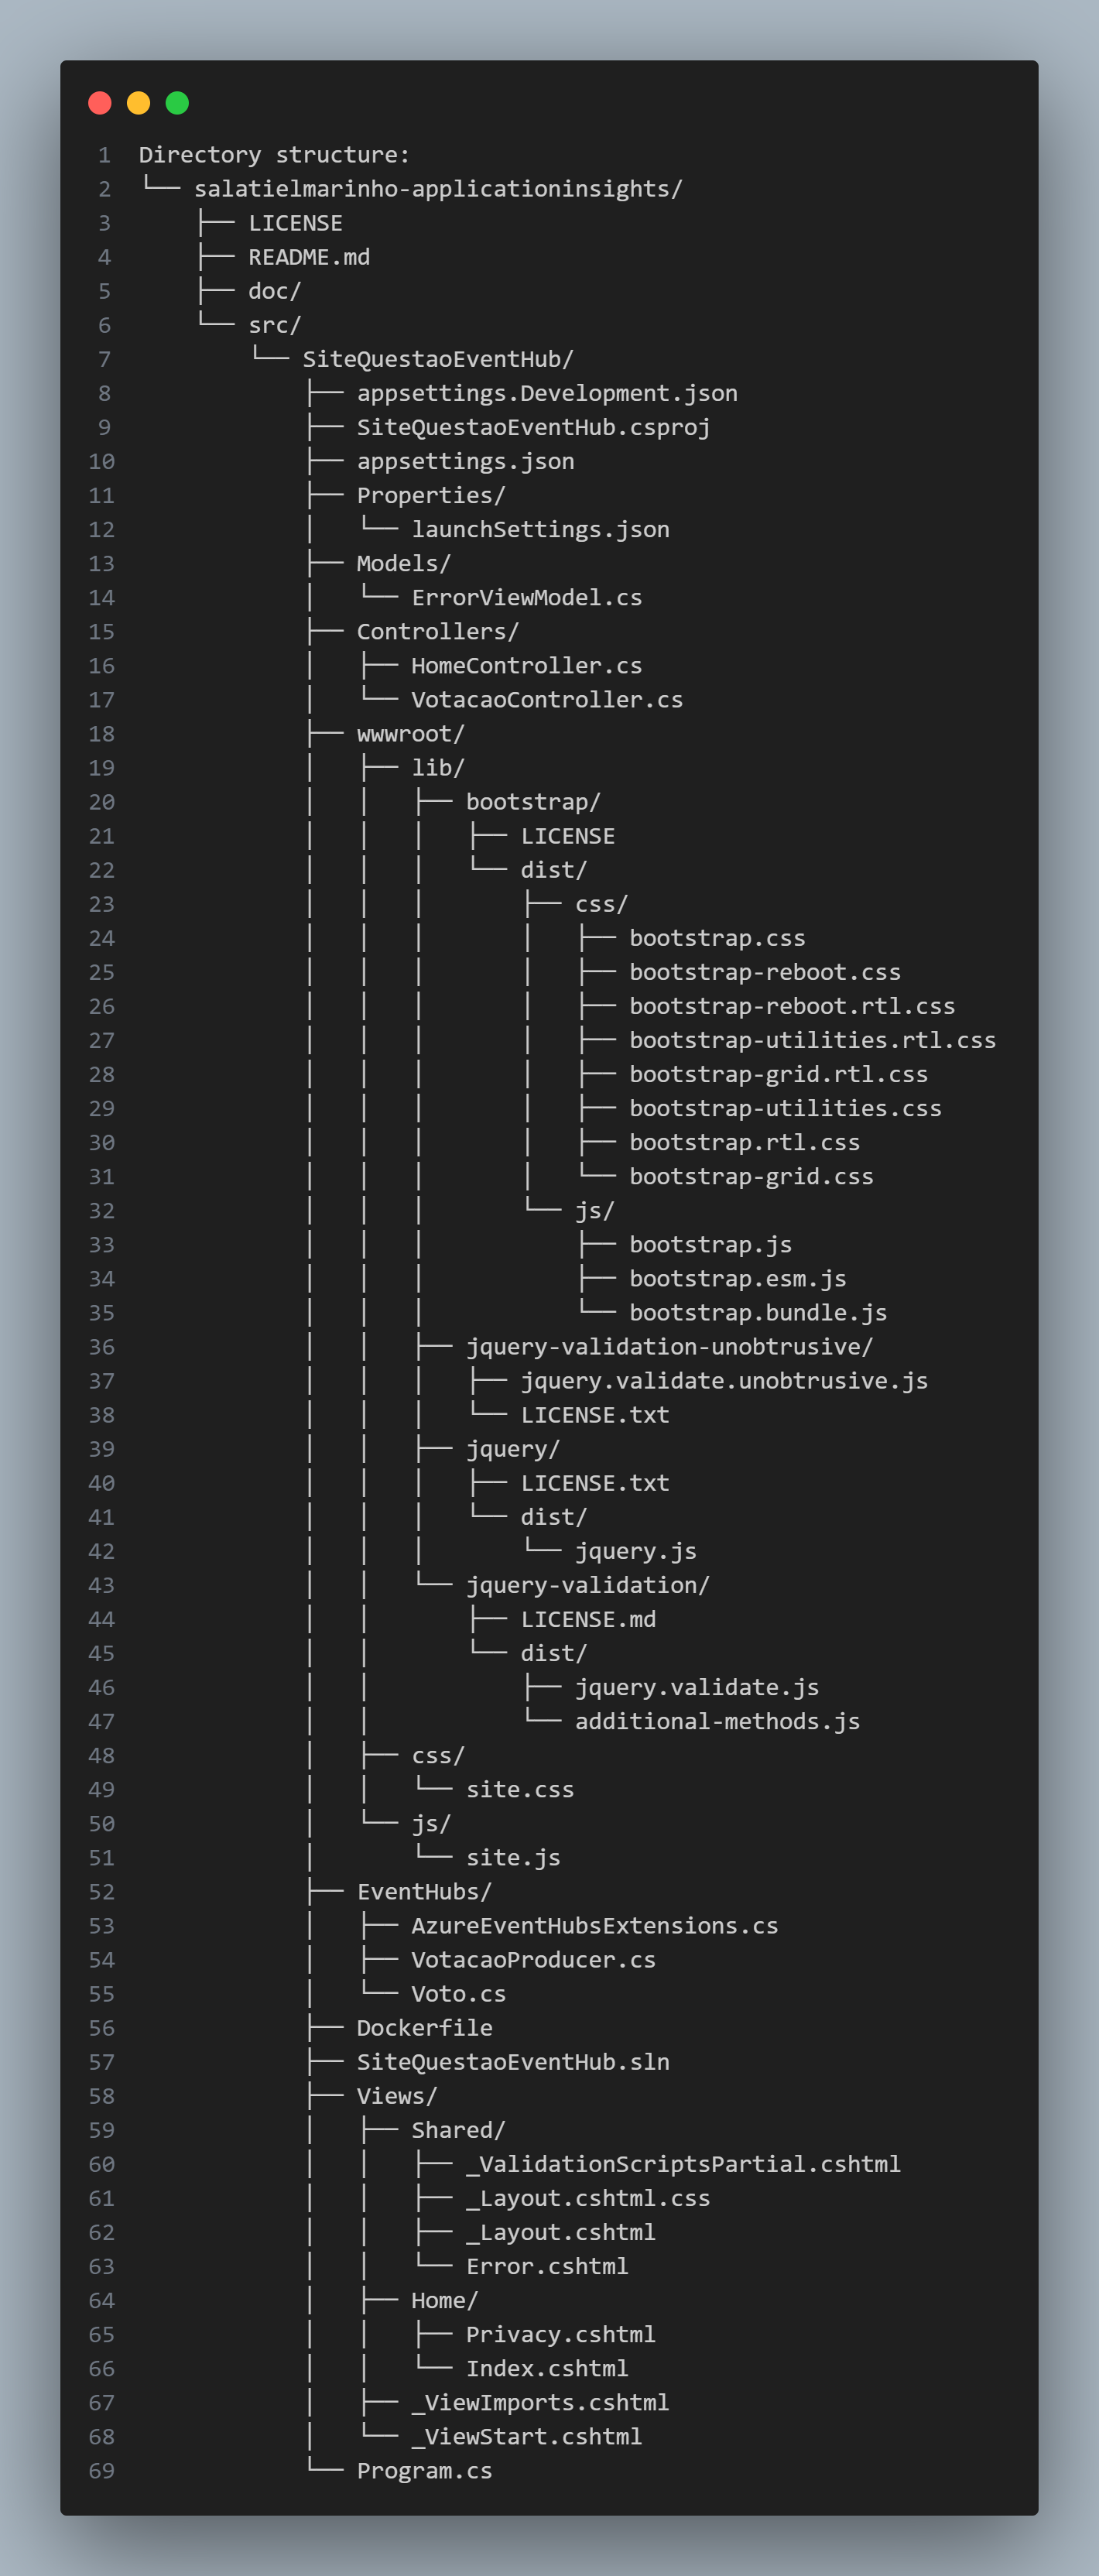 1 Directory structure:
2 └── salatielmarinho-applicationinsights/
3     ├── LICENSE
4     ├── README.md
5     ├── doc/
6     └── src/
7         └── SiteQuestaoEventHub/
8             ├── appsettings.Development.json
9             ├── SiteQuestaoEventHub.csproj
10             ├── appsettings.json
11             ├── Properties/
12             │   └── launchSettings.json
13             ├── Models/
14             │   └── ErrorViewModel.cs
15             ├── Controllers/
16             │   ├── HomeController.cs
17             │   └── VotacaoController.cs
18             ├── wwwroot/
19             │   ├── lib/
20             │   │   ├── bootstrap/
21             │   │   │   ├── LICENSE
22             │   │   │   └── dist/
23             │   │   │       ├── css/
24             │   │   │       │   ├── bootstrap.css
25             │   │   │       │   ├── bootstrap-reboot.css
26             │   │   │       │   ├── bootstrap-reboot.rtl.css
27             │   │   │       │   ├── bootstrap-utilities.rtl.css
28             │   │   │       │   ├── bootstrap-grid.rtl.css
29             │   │   │       │   ├── bootstrap-utilities.css
30             │   │   │       │   ├── bootstrap.rtl.css
31             │   │   │       │   └── bootstrap-grid.css
32             │   │   │       └── js/
33             │   │   │           ├── bootstrap.js
34             │   │   │           ├── bootstrap.esm.js
35             │   │   │           └── bootstrap.bundle.js
36             │   │   ├── jquery-validation-unobtrusive/
37             │   │   │   ├── jquery.validate.unobtrusive.js
38             │   │   │   └── LICENSE.txt
39             │   │   ├── jquery/
40             │   │   │   ├── LICENSE.txt
41             │   │   │   └── dist/
42             │   │   │       └── jquery.js
43             │   │   └── jquery-validation/
44             │   │       ├── LICENSE.md
45             │   │       └── dist/
46             │   │           ├── jquery.validate.js
47             │   │           └── additional-methods.js
48             │   ├── css/
49             │   │   └── site.css
50             │   └── js/
51             │       └── site.js
52             ├── EventHubs/
53             │   ├── AzureEventHubsExtensions.cs
54             │   ├── VotacaoProducer.cs
55             │   └── Voto.cs
56             ├── Dockerfile
57             ├── SiteQuestaoEventHub.sln
58             ├── Views/
59             │   ├── Shared/
60             │   │   ├── _ValidationScriptsPartial.cshtml
61             │   │   ├── _Layout.cshtml.css
62             │   │   ├── _Layout.cshtml
63             │   │   └── Error.cshtml
64             │   ├── Home/
65             │   │   ├── Privacy.cshtml
66             │   │   └── Index.cshtml
67             │   ├── _ViewImports.cshtml
68             │   └── _ViewStart.cshtml
69             └── Program.cs